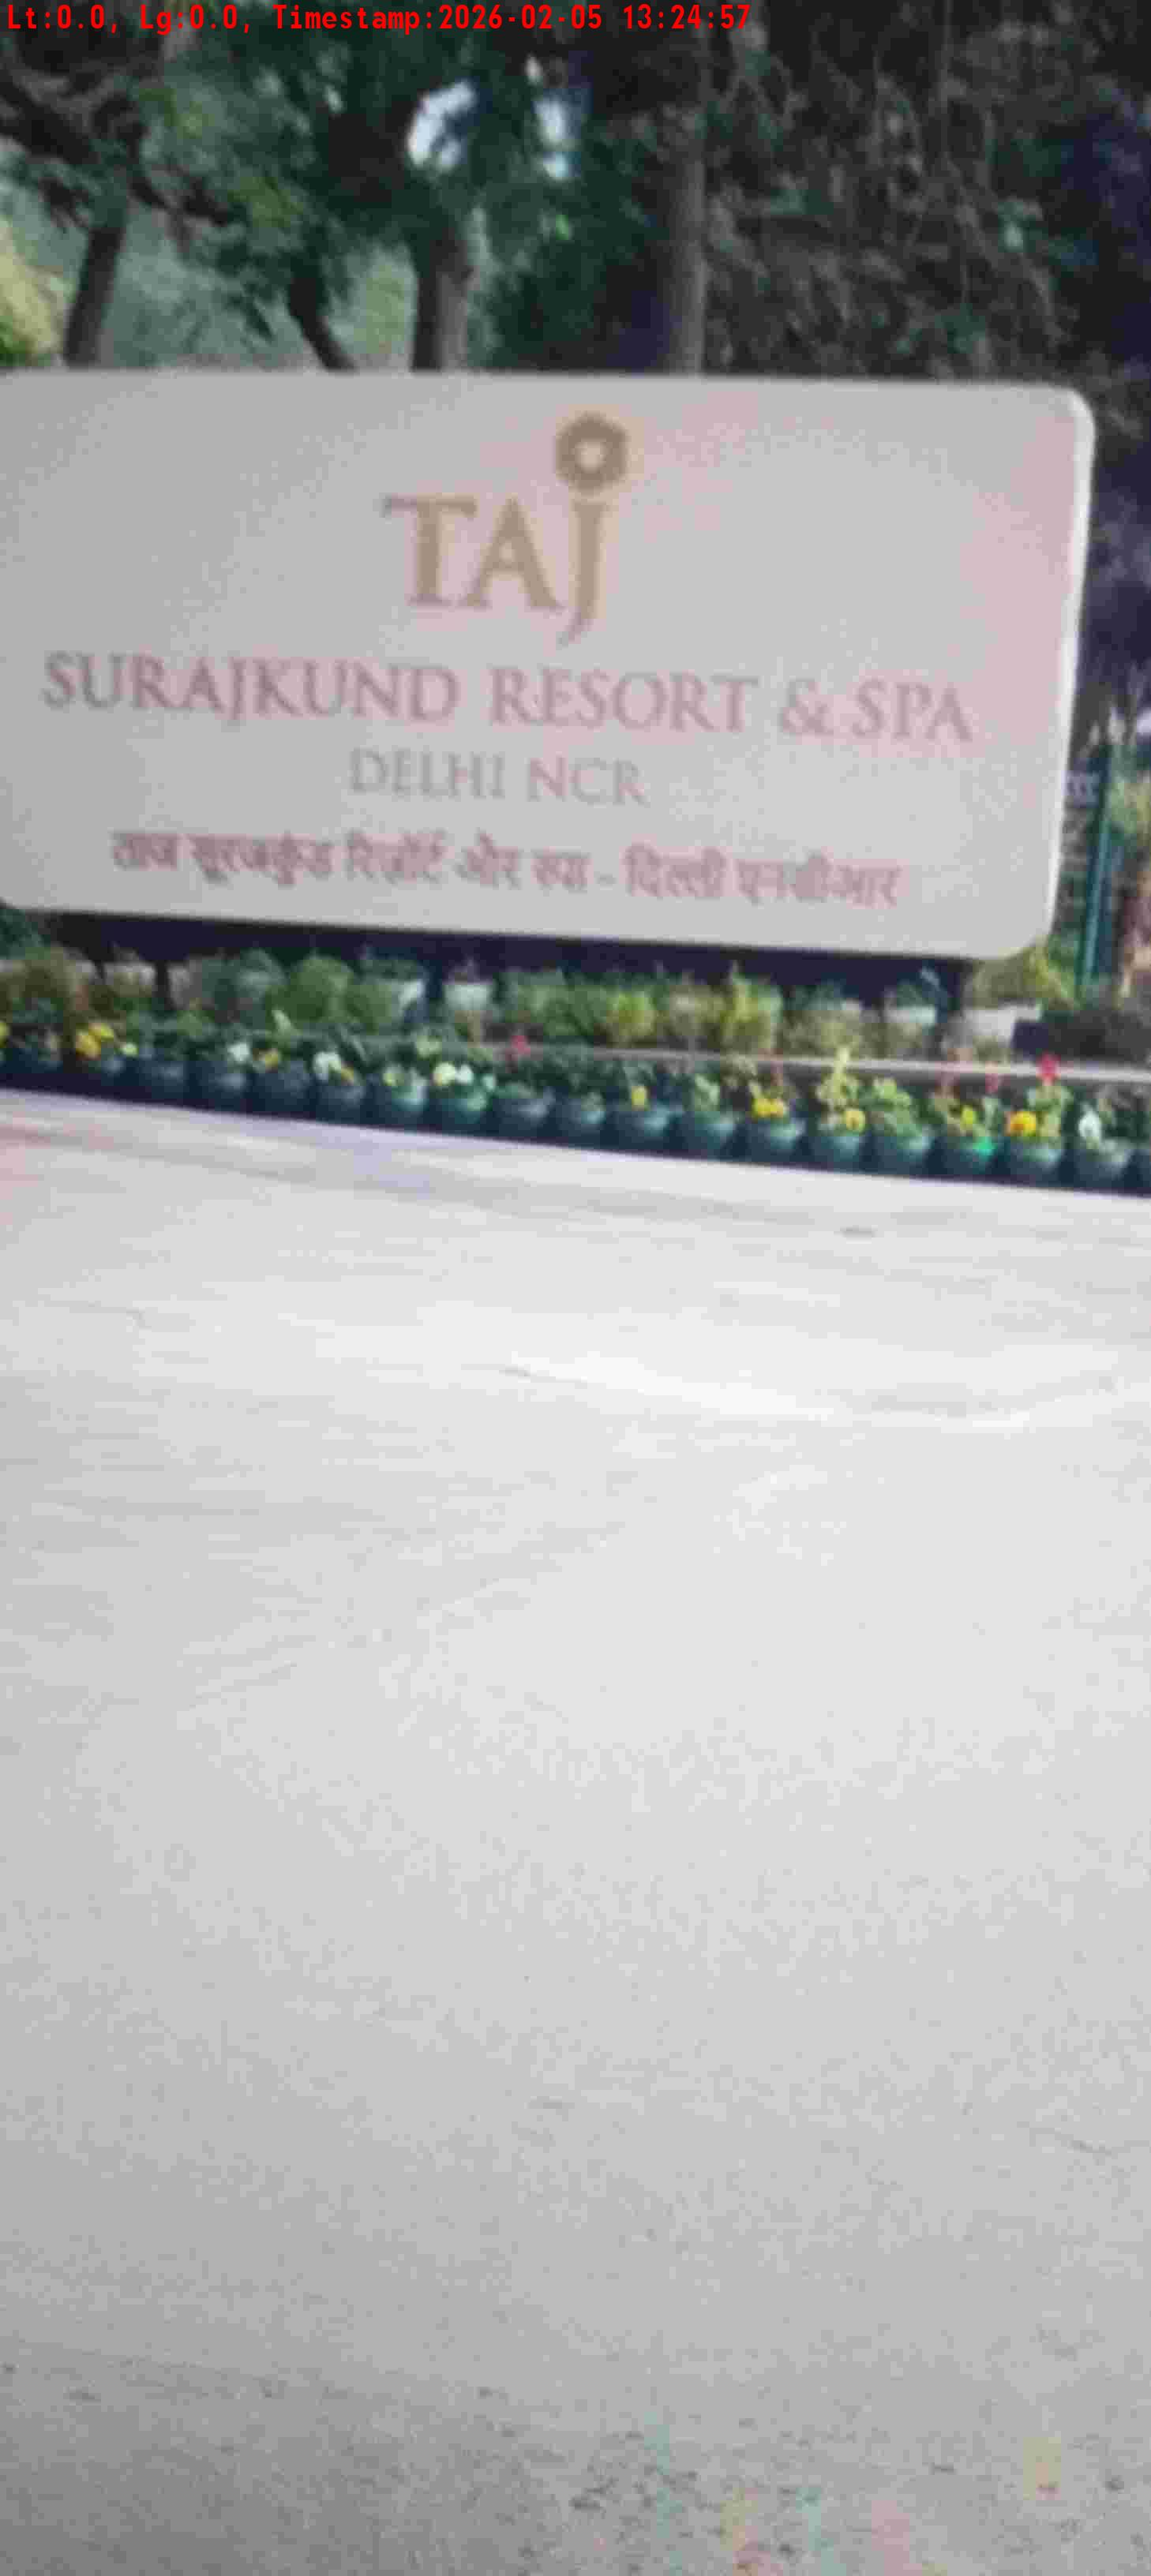 Lt:0.0, Lg:0.0, Timestamp:2026-02-05 13:24:57
TAJ
SURAJKUND RESORT & SPA
DELHI NCR
ताज सूरजकुंड रिज़ॉर्ट और स्पा - दिल्ली एनसीआर